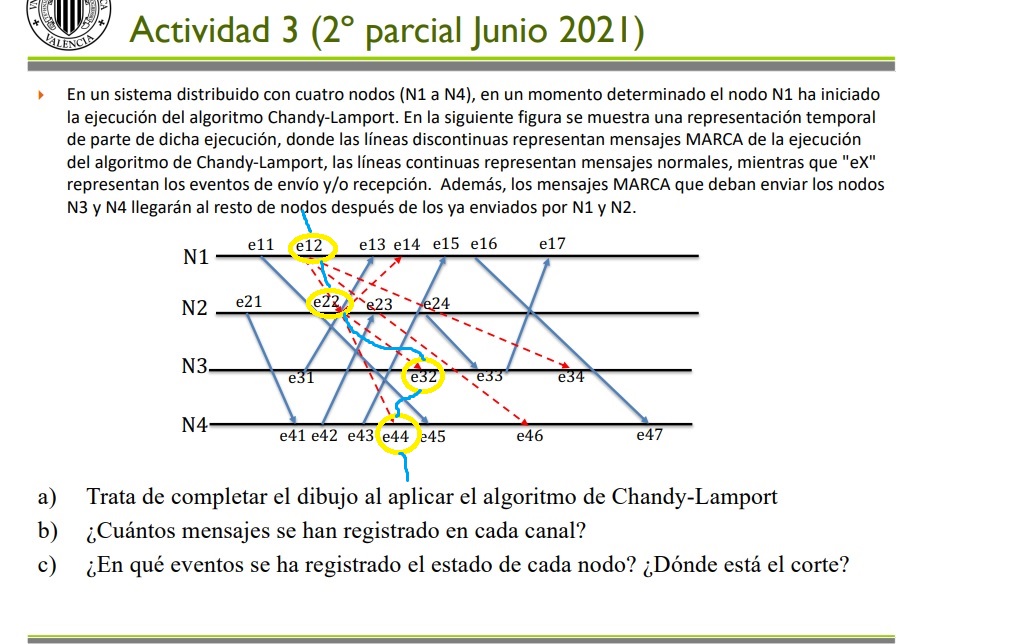 VALENCIA
Actividad 3 (2º parcial Junio 2021)
En un sistema distribuido con cuatro nodos (N1 a N4), en un momento determinado el nodo N1 ha iniciado
la ejecución del algoritmo Chandy-Lamport. En la siguiente figura se muestra una representación temporal
de parte de dicha ejecución, donde las líneas discontinuas representan mensajes MARCA de la ejecución
del algoritmo de Chandy-Lamport, las líneas continuas representan mensajes normales, mientras que "eX"
representan los eventos de envío y/o recepción. Además, los mensajes MARCA que deban enviar los nodos
N3 y N4 llegarán al resto de nodos después de los ya enviados por N1 y N2.
e11 e12 e13 e14 e15 e16 e17
N1
e21 e22 e23 e24
N2
N3
e31 e32 e33 e34
N4
e41 e42 e43 e44 e45 e46 e47
a) Trata de completar el dibujo al aplicar el algoritmo de Chandy-Lamport
b) ¿Cuántos mensajes se han registrado en cada canal?
c) ¿En qué eventos se ha registrado el estado de cada nodo? ¿Dónde está el corte?